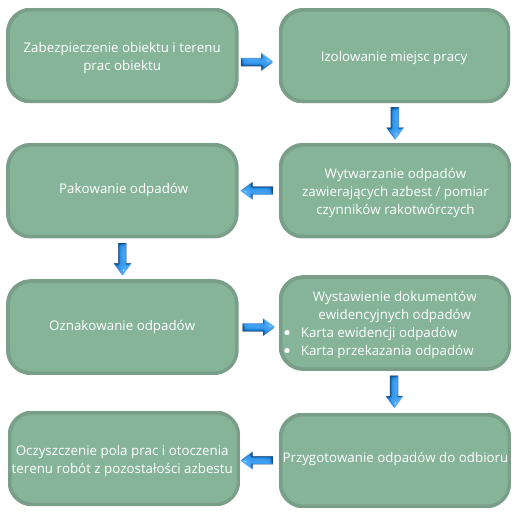 Zabezpieczenie obiektu i terenu
prac obiektu
Izolowanie miejsc pracy
Wytwarzanie odpadów
zawierających azbest / pomiar
czynników rakotwórczych
Pakowanie odpadów
Oznakowanie odpadów
Wystawienie dokumentów
ewidencyjnych odpadów
• Karta ewidencji odpadów
• Karta przekazania odpadów
Przygotowanie odpadów do odbioru
Oczyszczenie pola prac i otoczenia
terenu robót z pozostałości azbestu